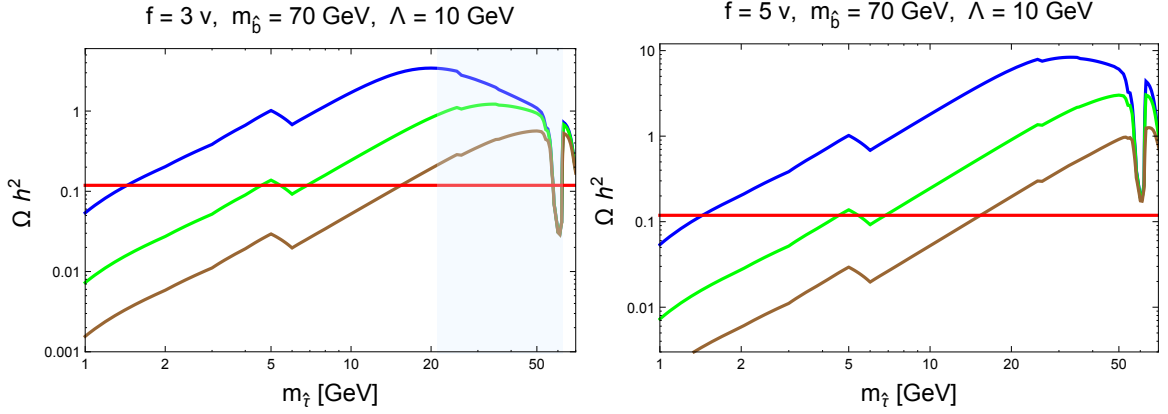 f = 3 v, m_b̂ = 70 GeV, Λ = 10 GeV
Ω h²
1
0.1
0.01
0.001
1 2 5 10 20 50
m_τ̂ [GeV]
f = 5 v, m_b̂ = 70 GeV, Λ = 10 GeV
Ω h²
10
1
0.1
0.01
1 2 5 10 20 50
m_τ̂ [GeV]